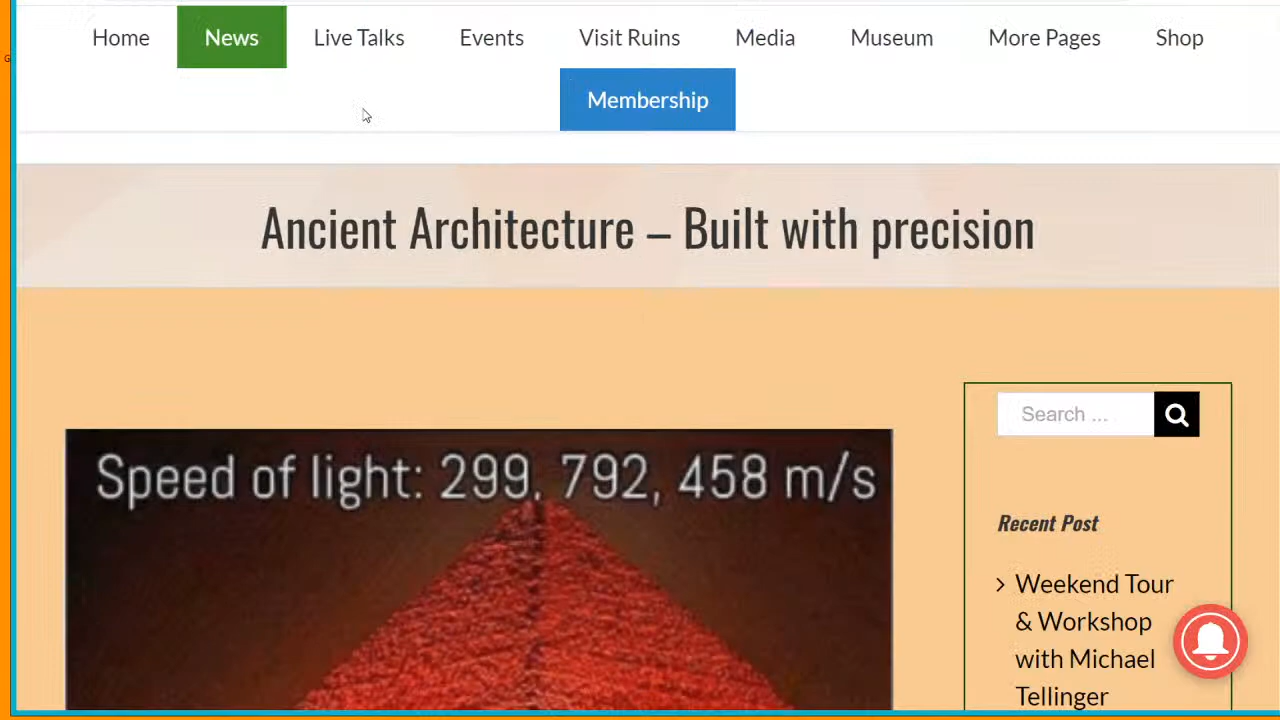 Home News Live Talks Events Visit Ruins Media Museum More Pages Shop
Membership
Ancient Architecture – Built with precision
Search ...
Speed of light: 299. 792, 458 m/s
Recent Post
Weekend Tour
& Workshop
with Michael
Tellinger
G